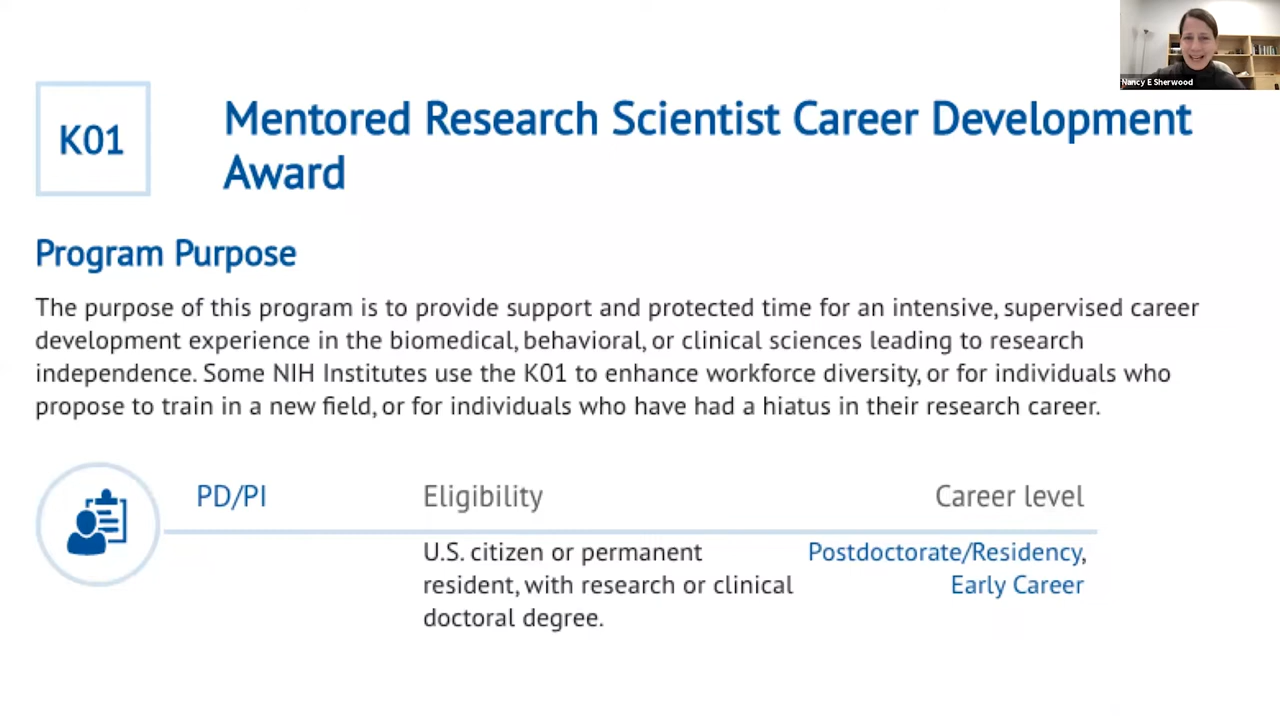 Nancy E Sherwood
K01
Mentored Research Scientist Career Development
Award
Program Purpose
The purpose of this program is to provide support and protected time for an intensive, supervised career
development experience in the biomedical, behavioral, or clinical sciences leading to research
independence. Some NIH Institutes use the K01 to enhance workforce diversity, or for individuals who
propose to train in a new field, or for individuals who have had a hiatus in their research career.
PD/PI
Eligibility
Career level
U.S. citizen or permanent
resident, with research or clinical
doctoral degree.
Postdoctorate/Residency,
Early Career